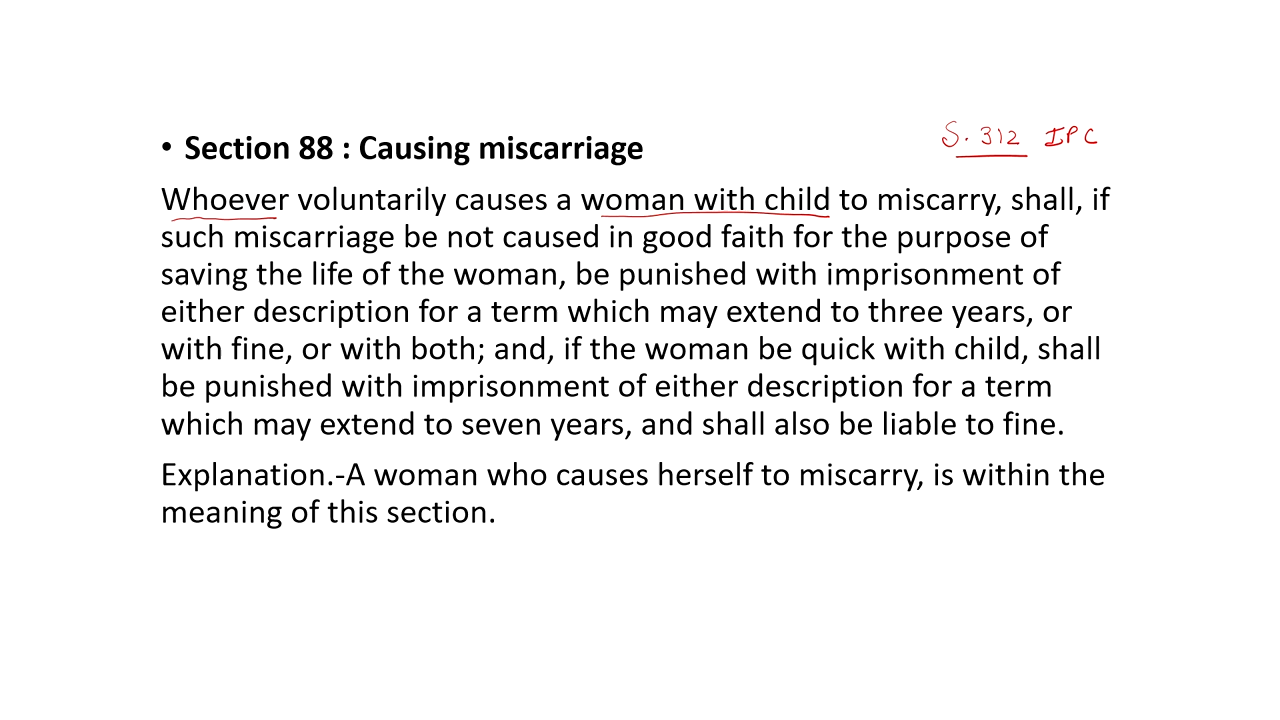 • Section 88 : Causing miscarriage
S. 312 IPC
Whoever voluntarily causes a woman with child to miscarry, shall, if
such miscarriage be not caused in good faith for the purpose of
saving the life of the woman, be punished with imprisonment of
either description for a term which may extend to three years, or
with fine, or with both; and, if the woman be quick with child, shall
be punished with imprisonment of either description for a term
which may extend to seven years, and shall also be liable to fine.
Explanation.-A woman who causes herself to miscarry, is within the
meaning of this section.